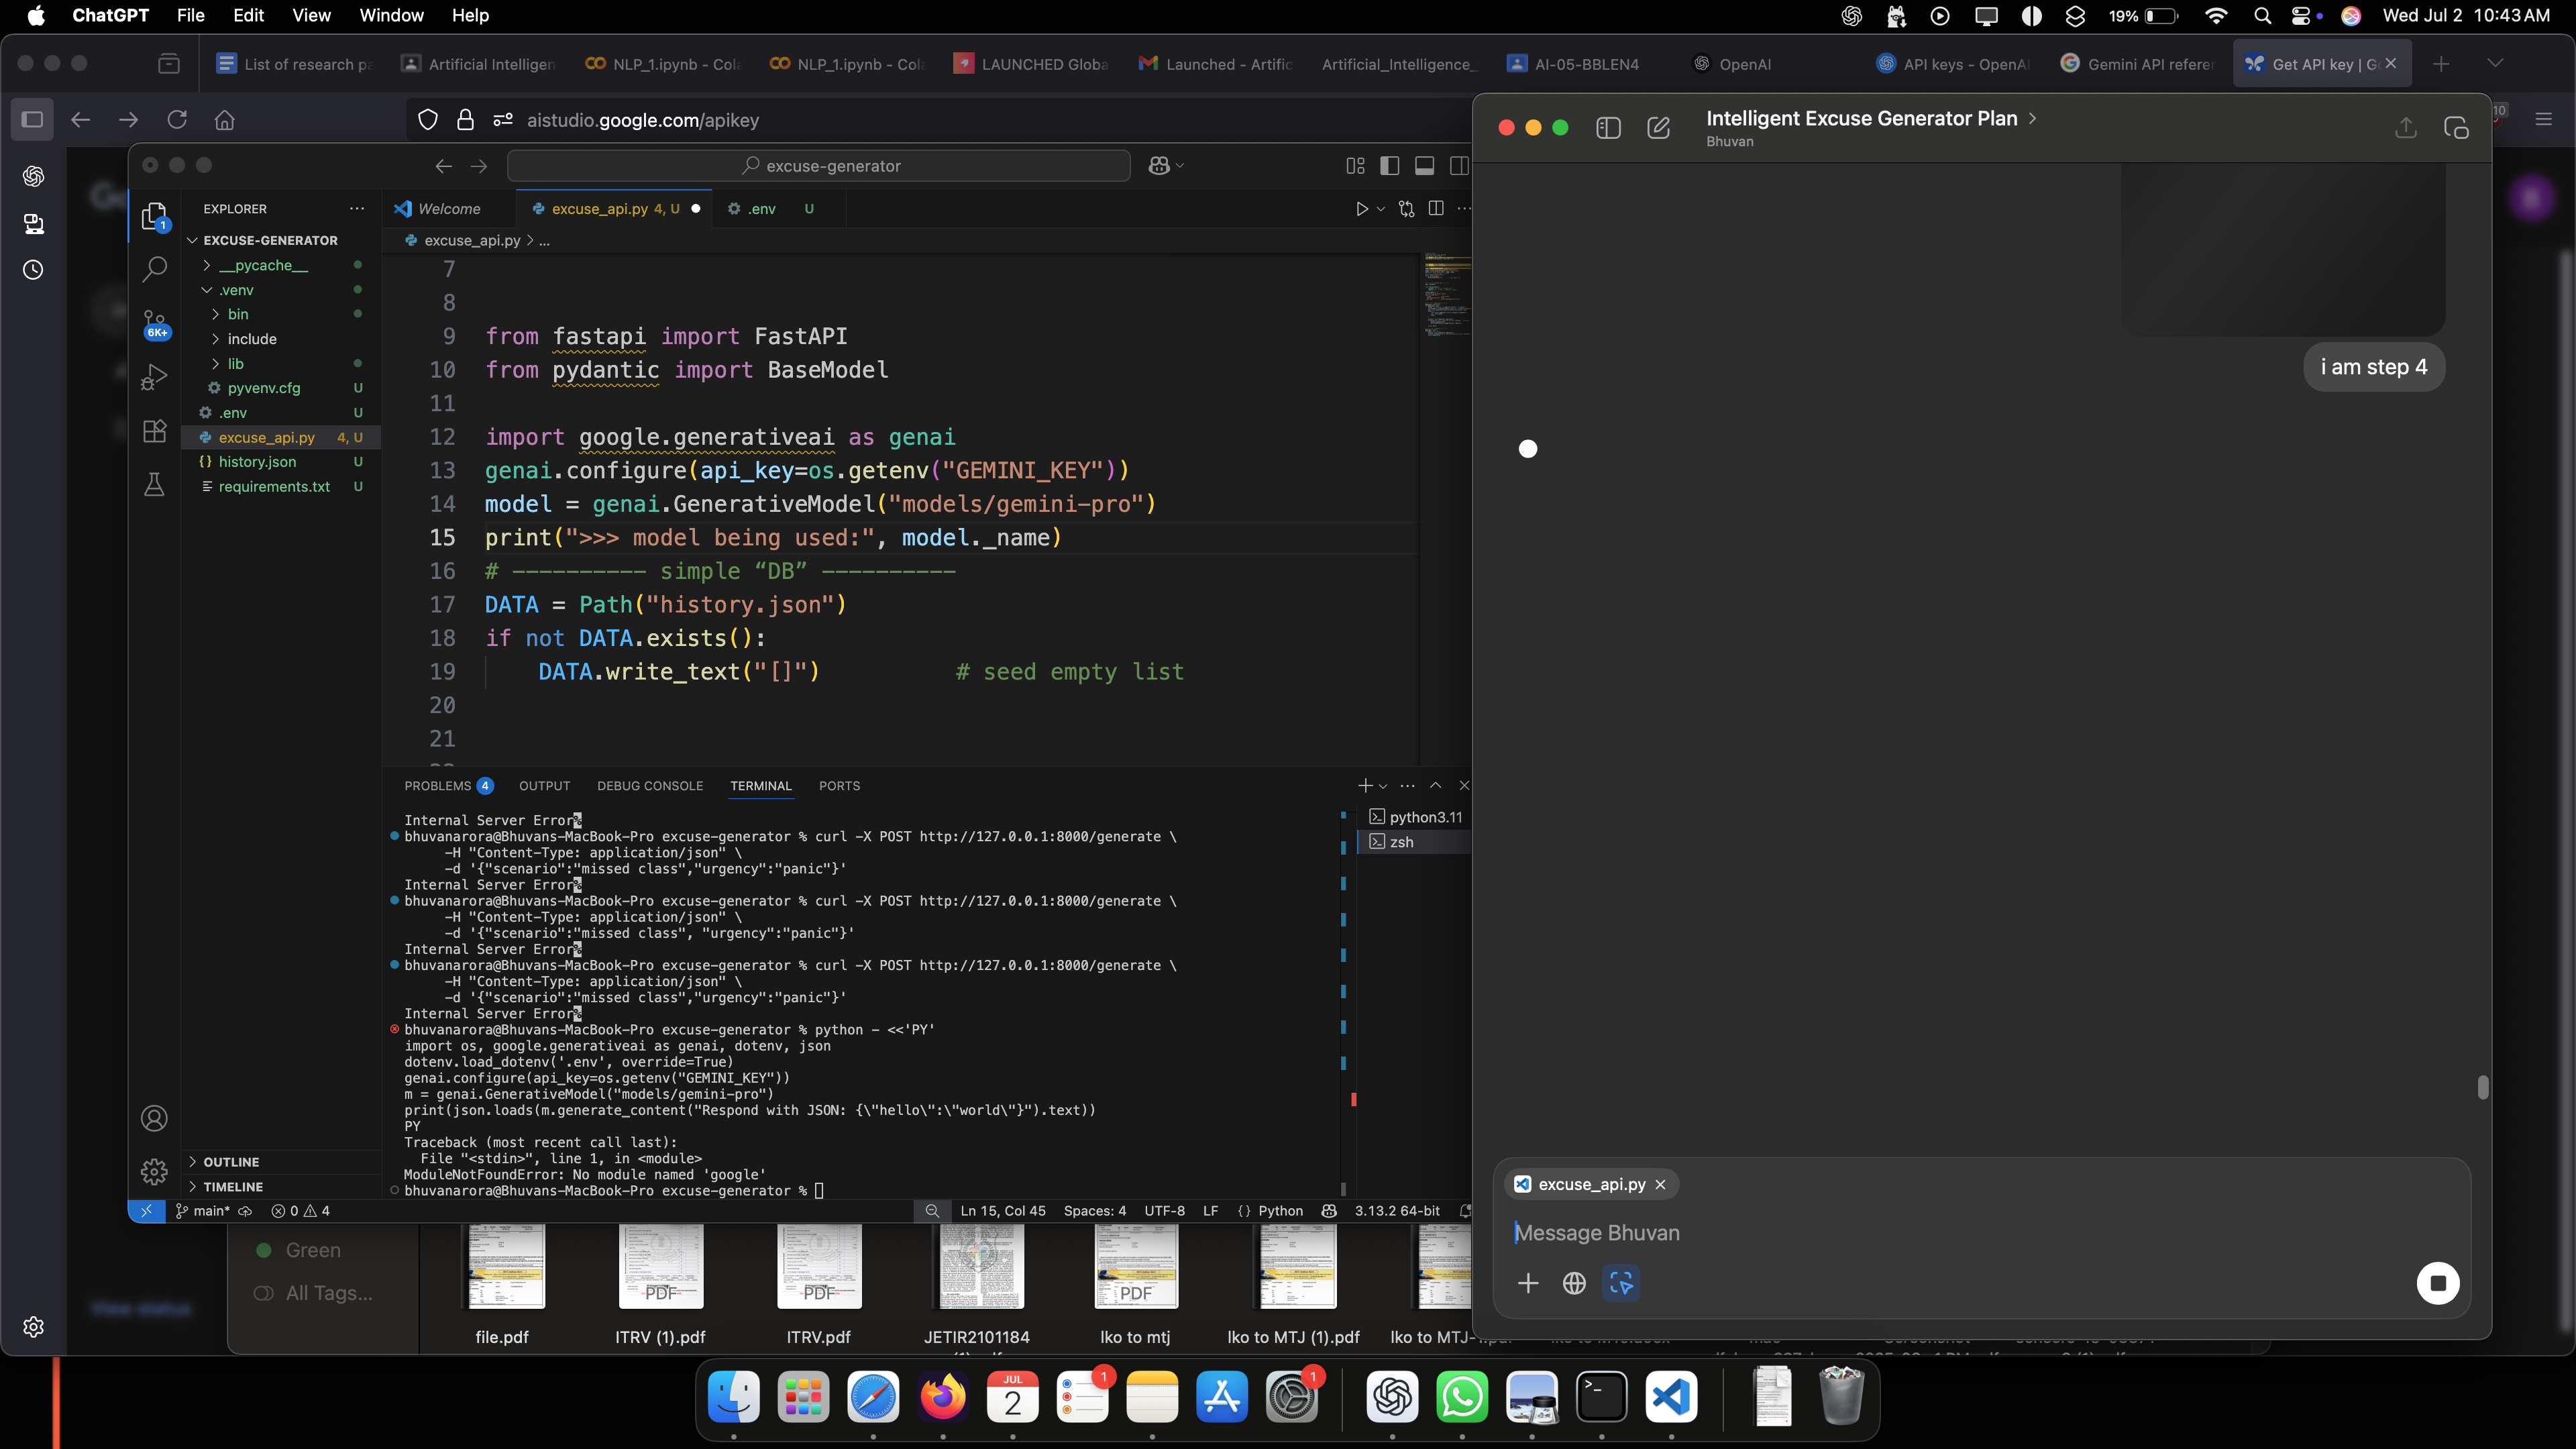 ChatGPT File Edit View Window Help 19% Wed Jul 2 10:43 AM
List of research pa
Artificial Intelligen
NLP_1.ipynb - Cola
NLP_1.ipynb - Cola
LAUNCHED Globa
Launched - Artific
Artificial_Intelligence_
AI-05-BBLEN4
OpenAI
API keys - OpenAI
Gemini API referen
Get API key | G
aistudio.google.com/apikey
excuse-generator
EXPLORER
EXCUSE-GENERATOR
__pycache__
.venv
bin
include
lib
pyvenv.cfg U
.env U
excuse_api.py 4, U
history.json U
requirements.txt U
OUTLINE
TIMELINE
1
6K+
Welcome
excuse_api.py 4, U
.env U
excuse_api.py > ...
7
8
9 from fastapi import FastAPI
10 from pydantic import BaseModel
11
12 import google.generativeai as genai
13 genai.configure(api_key=os.getenv("GEMINI_KEY"))
14 model = genai.GenerativeModel("models/gemini-pro")
15 print(">>> model being used:", model._name)
16 # ---------- simple “DB” ----------
17 DATA = Path("history.json")
18 if not DATA.exists():
19 DATA.write_text("[]") # seed empty list
20
21
PROBLEMS 4 OUTPUT DEBUG CONSOLE TERMINAL PORTS
python3.11
zsh
Internal Server Error%
bhuvanarora@Bhuvans-MacBook-Pro excuse-generator % curl -X POST http://127.0.0.1:8000/generate \
-H "Content-Type: application/json" \
-d '{"scenario":"missed class","urgency":"panic"}'
Internal Server Error%
bhuvanarora@Bhuvans-MacBook-Pro excuse-generator % curl -X POST http://127.0.0.1:8000/generate \
-H "Content-Type: application/json" \
-d '{"scenario":"missed class", "urgency":"panic"}'
Internal Server Error%
bhuvanarora@Bhuvans-MacBook-Pro excuse-generator % curl -X POST http://127.0.0.1:8000/generate \
-H "Content-Type: application/json" \
-d '{"scenario":"missed class","urgency":"panic"}'
Internal Server Error%
bhuvanarora@Bhuvans-MacBook-Pro excuse-generator % python - <<'PY'
import os, google.generativeai as genai, dotenv, json
dotenv.load_dotenv('.env', override=True)
genai.configure(api_key=os.getenv("GEMINI_KEY"))
m = genai.GenerativeModel("models/gemini-pro")
print(json.loads(m.generate_content("Respond with JSON: {\"hello\":\"world\"}").text))
PY
Traceback (most recent call last):
File "<stdin>", line 1, in <module>
ModuleNotFoundError: No module named 'google'
bhuvanarora@Bhuvans-MacBook-Pro excuse-generator %
main* 0 4 Ln 15, Col 45 Spaces: 4 UTF-8 LF {} Python 3.13.2 64-bit
Intelligent Excuse Generator Plan >
Bhuvan
i am step 4
excuse_api.py
Message Bhuvan
10
View status
Green
All Tags...
PDF
PDF
PDF
file.pdf
ITRV (1).pdf
ITRV.pdf
JETIR2101184
lko to mtj
lko to MTJ (1).pdf
JUL
2
1
1